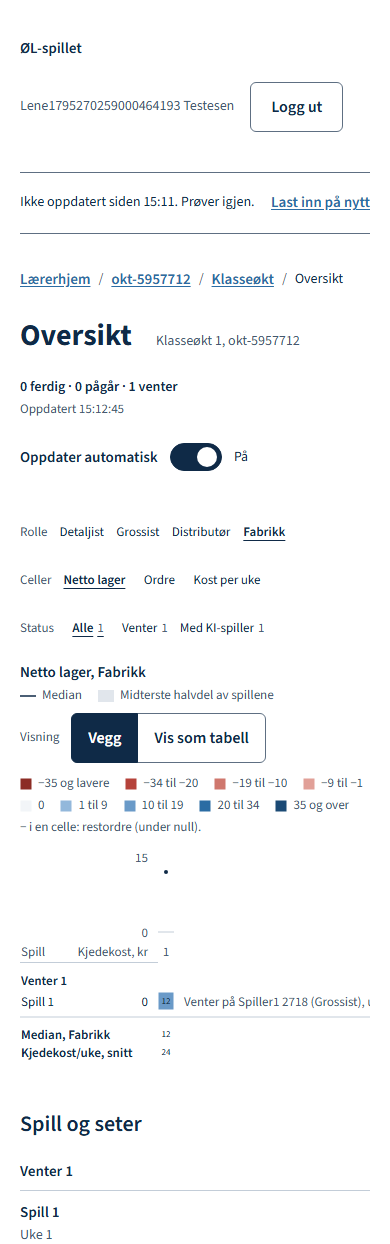 ØL-spillet
Lene1795270259000464193 Testesen Logg ut
Ikke oppdatert siden 15:11. Prøver igjen. Last inn på nytt
Lærerhjem / okt-5957712 / Klasseøkt / Oversikt
Oversikt Klasseøkt 1, okt-5957712
0 ferdig · 0 pågår · 1 venter
Oppdatert 15:12:45
Oppdater automatisk På
Rolle Detaljist Grossist Distributør Fabrikk
Celler Netto lager Ordre Kost per uke
Status Alle 1 Venter 1 Med KI-spiller 1
Netto lager, Fabrikk
Median Midterste halvdel av spillene
Visning Vegg Vis som tabell
−35 og lavere −34 til −20 −19 til −10 −9 til −1
0 1 til 9 10 til 19 20 til 34 35 og over
− i en celle: restordre (under null).
15
0
Spill Kjedekost, kr 1
Venter 1
Spill 1 0 12 Venter på Spiller1 2718 (Grossist),
Median, Fabrikk 12
Kjedekost/uke, snitt 24
Spill og seter
Venter 1
Spill 1
Uke 1